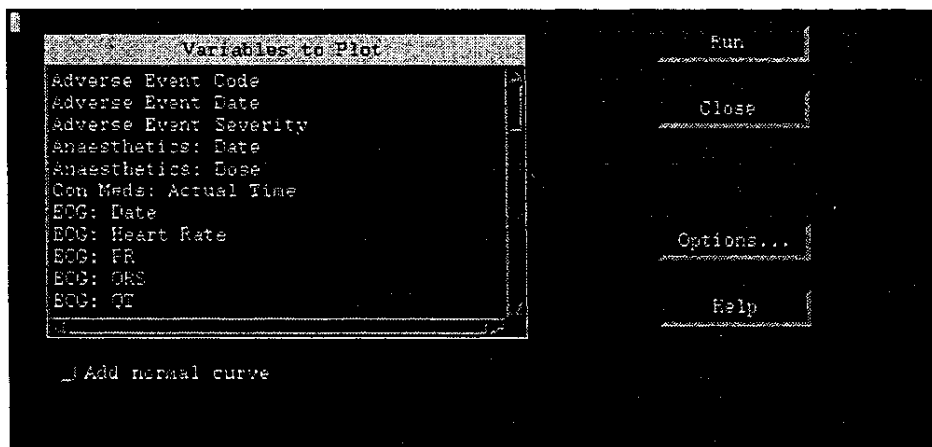 Variables to Plot
Adverse Event Code
Adverse Event Date
Adverse Event Severity
Anaesthetics: Date
Anaesthetics: Dose
Con Meds: Actual Time
ECG: Date
ECG: Heart Rate
ECG: PR
ECG: QRS
ECG: QT
Add normal curve
Run
Close
Options...
Help